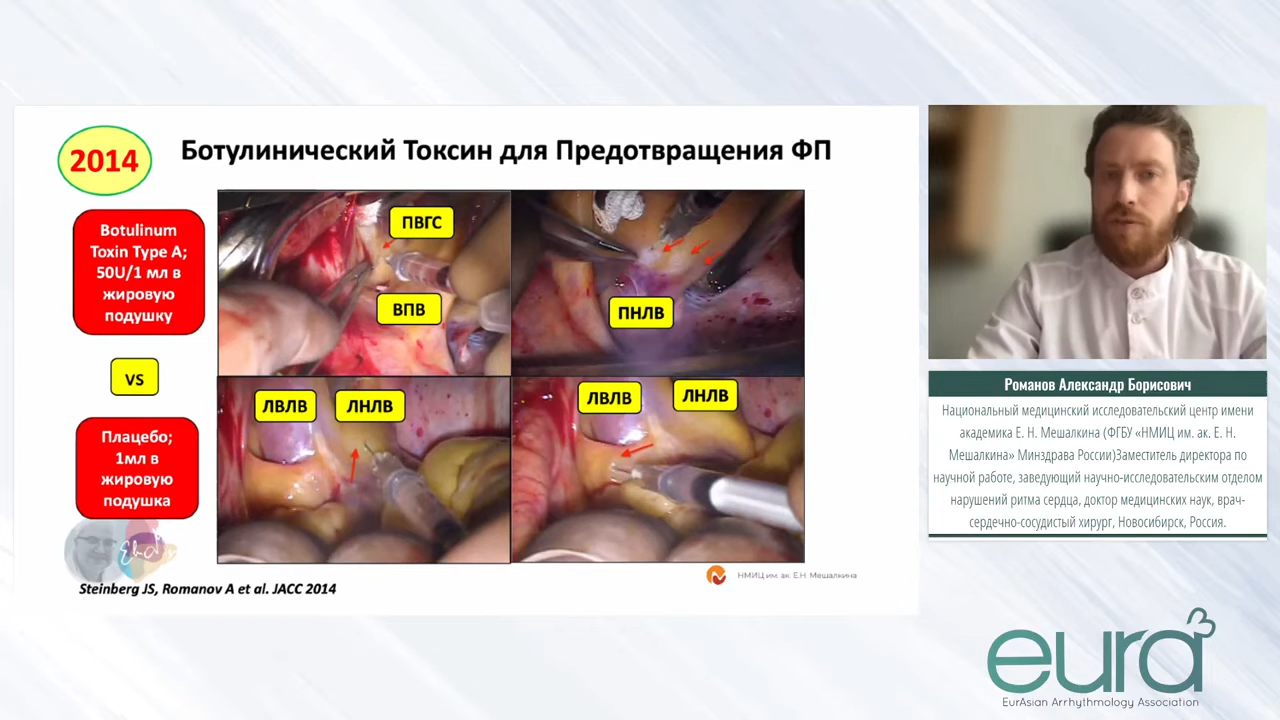 2014
Ботулинический Токсин для Предотвращения ФП
Botulinum
Toxin Type A;
50U/1 мл в
жировую
подушку
VS
Плацебо;
1мл в
жировую
подушка
ПВГС
ВПВ
ПНЛВ
ЛВЛВ
ЛНЛВ
ЛВЛВ
ЛНЛВ
Steinberg JS, Romanov A et al. JACC 2014
НМИЦ им. ак. Е.Н. Мешалкина
Романов Александр Борисович
Национальный медицинский исследовательский центр имени
академика Е. Н. Мешалкина (ФГБУ «НМИЦ им. ак. Е. Н.
Мешалкина» Минздрава России)Заместитель директора по
научной работе, заведующий научно-исследовательским отделом
нарушений ритма сердца, доктор медицинских наук, врач-
сердечно-сосудистый хирург, Новосибирск, Россия.
eura
EurAsian Arrhythmology Association